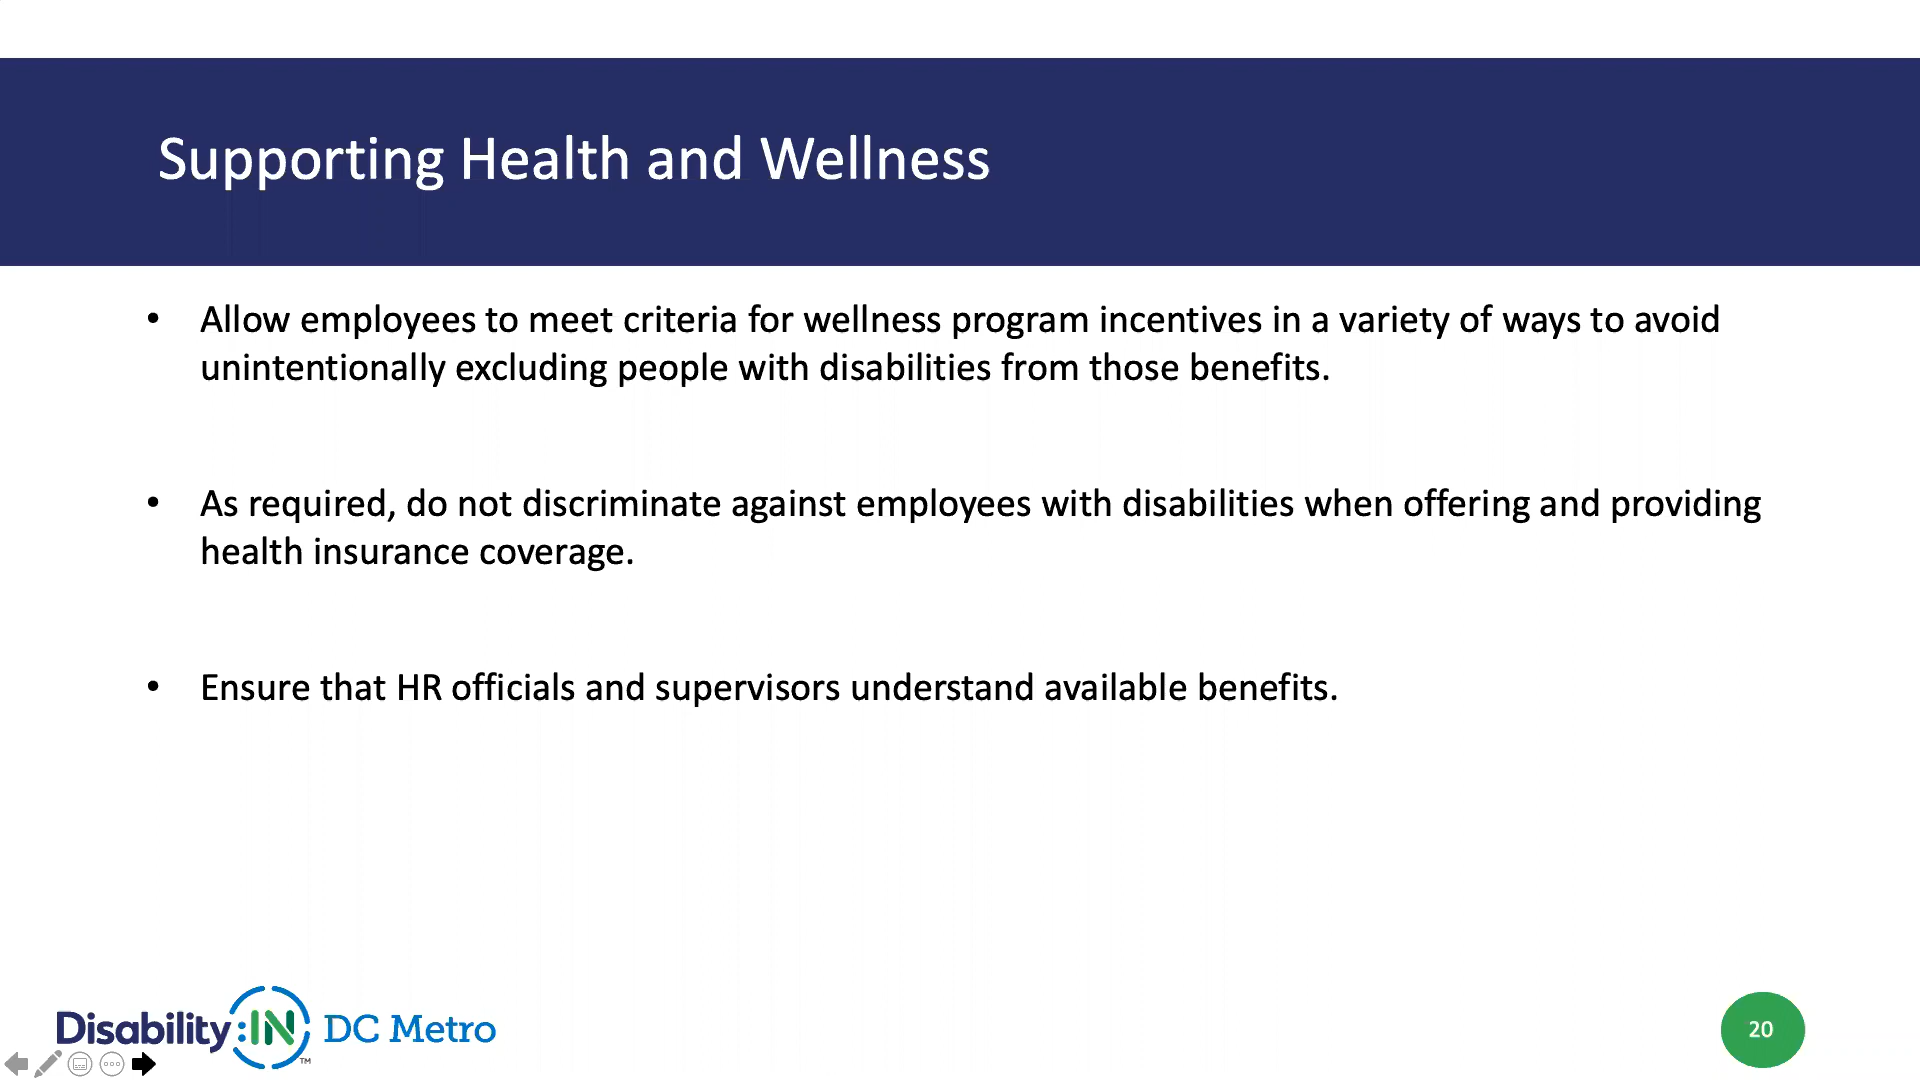 Supporting Health and Wellness
• Allow employees to meet criteria for wellness program incentives in a variety of ways to avoid
unintentionally excluding people with disabilities from those benefits.
• As required, do not discriminate against employees with disabilities when offering and providing
health insurance coverage.
• Ensure that HR officials and supervisors understand available benefits.
Disability:IN DC Metro
TM
20